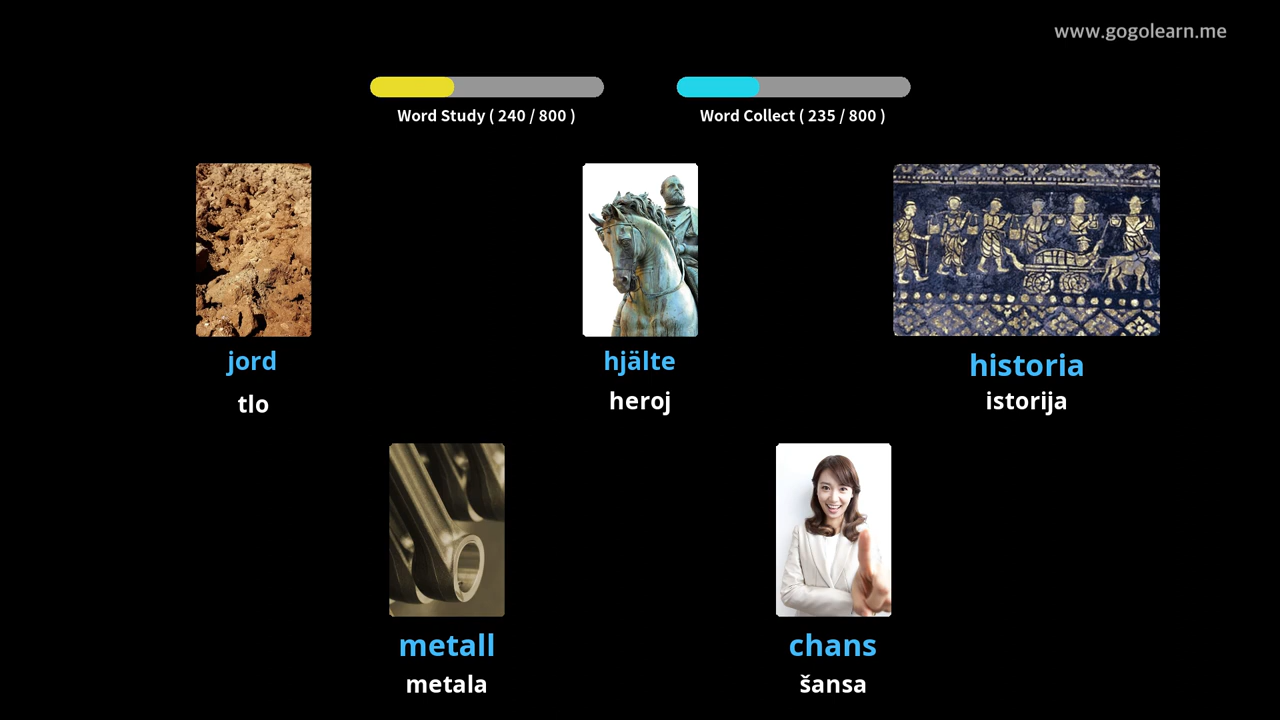 www.gogolearn.me
Word Study ( 240 / 800 )
Word Collect ( 235 / 800 )
jord
tlo
hjälte
heroj
historia
istorija
metall
metala
chans
šansa